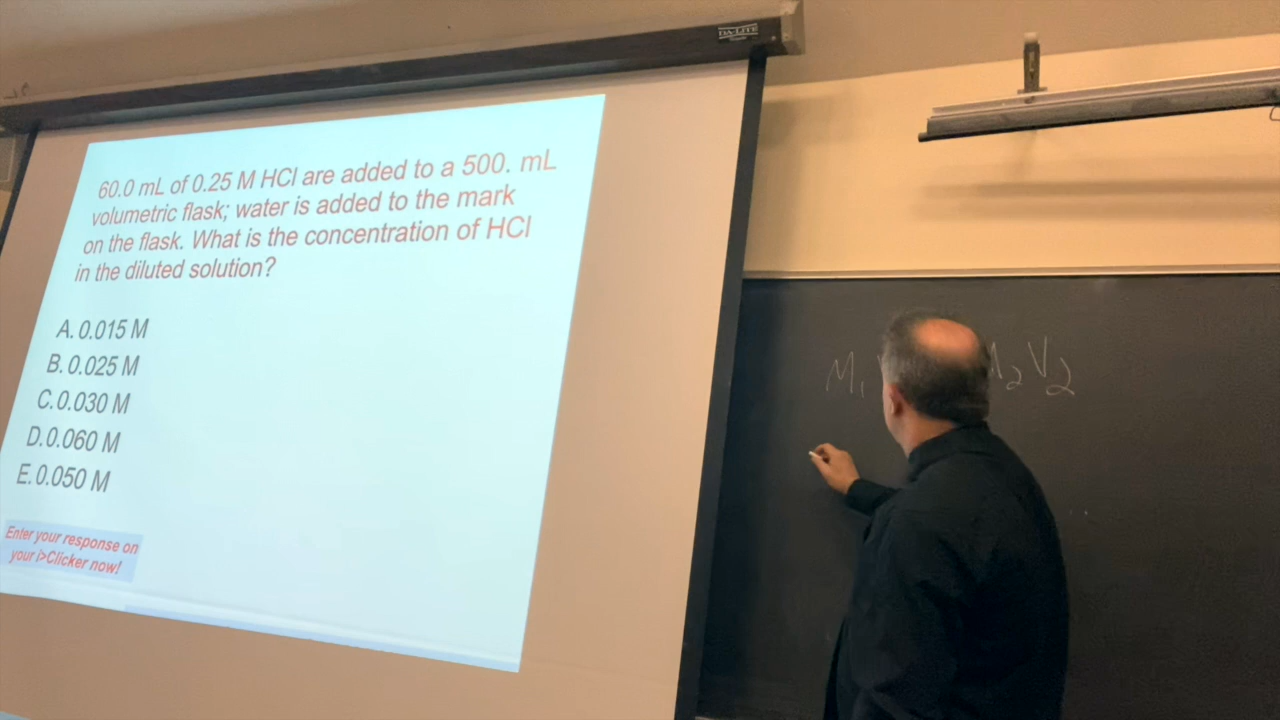 DA-LITE
60.0 mL of 0.25 M HCl are added to a 500. mL
volumetric flask; water is added to the mark
on the flask. What is the concentration of HCl
in the diluted solution?
A. 0.015 M
B. 0.025 M
C. 0.030 M
D. 0.060 M
E. 0.050 M
Enter your response on
your i>Clicker now!
M₁ M₂V₂